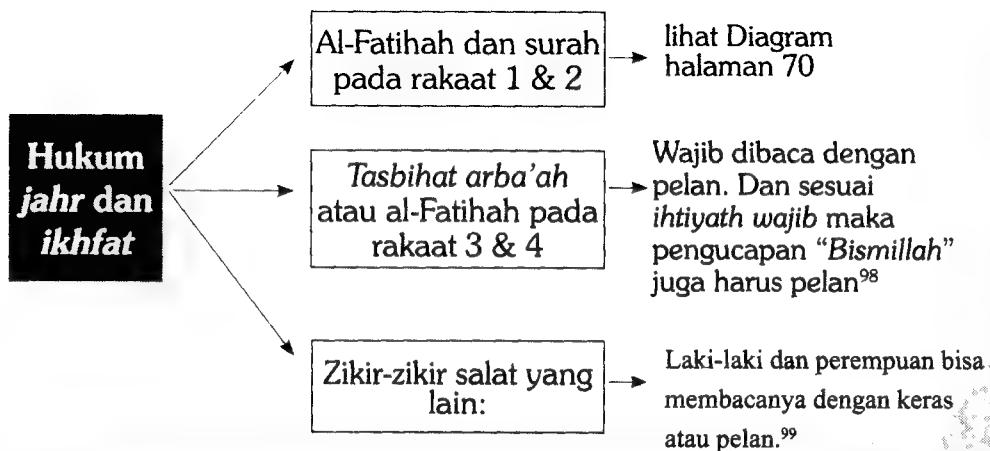 Hukum
jahr dan
ikhfat
Al-Fatihah dan surah
pada rakaat 1 & 2
lihat Diagram
halaman 70
Tasbihat arba’ah
atau al-Fatihah pada
rakaat 3 & 4
Wajib dibaca dengan
pelan. Dan sesuai
ihtiyath wajib maka
pengucapan “Bismillah”
juga harus pelan⁹⁸
Zikir-zikir salat yang
lain:
Laki-laki dan perempuan bisa
membacanya dengan keras
atau pelan.⁹⁹